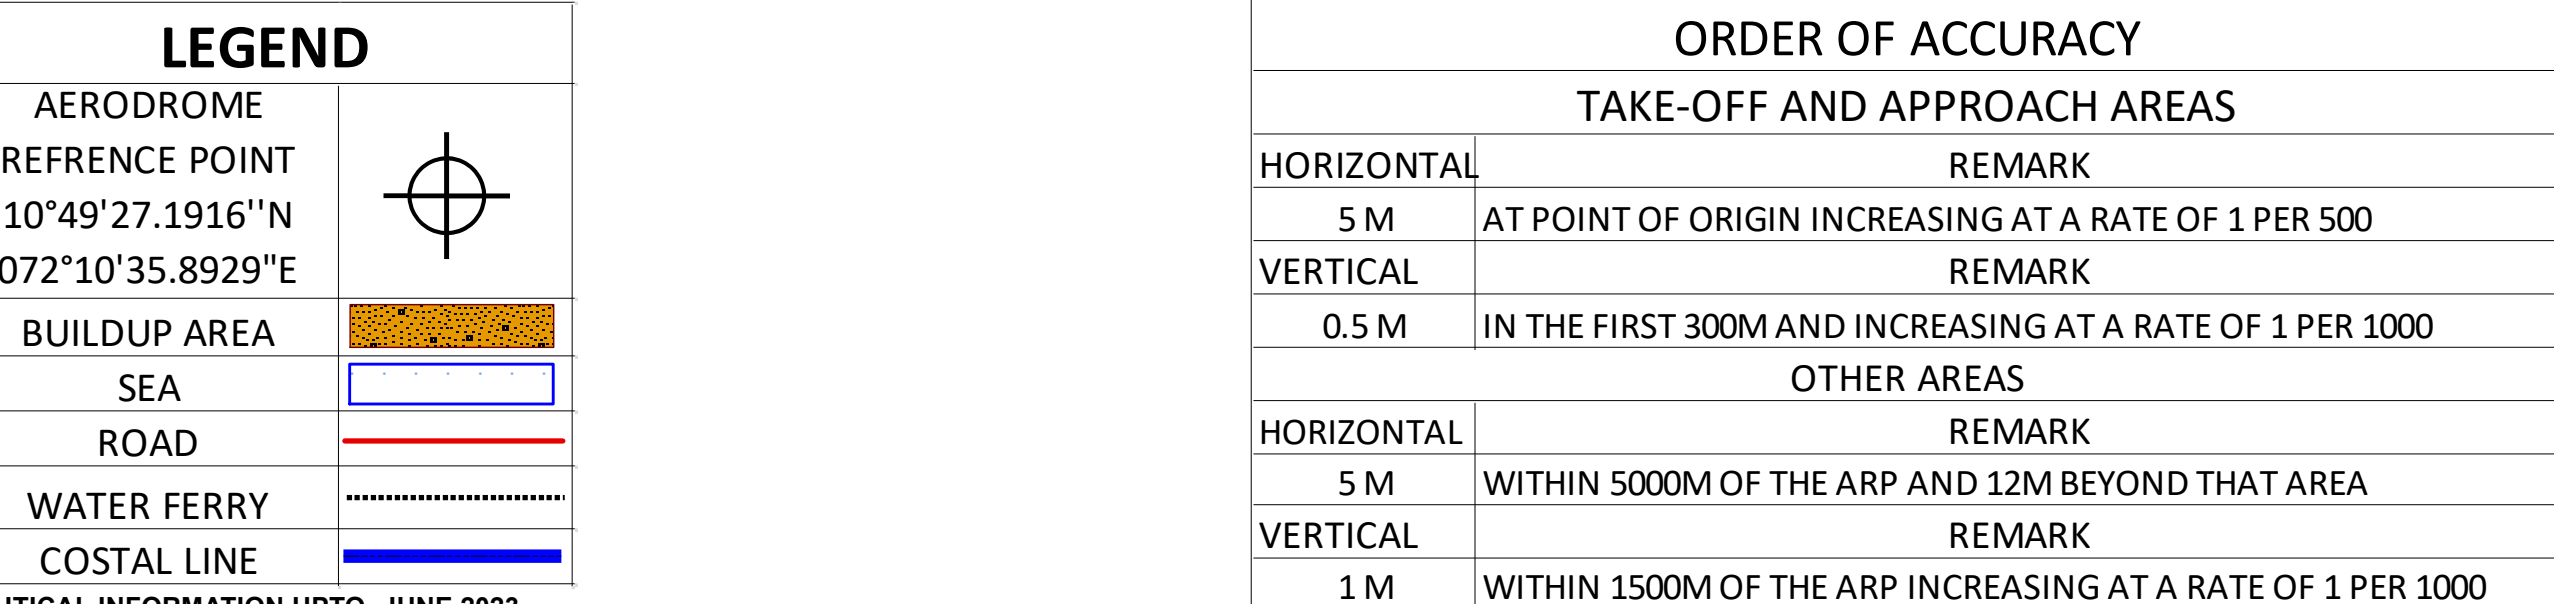 LEGEND
AERODROME
REFRENCE POINT
10°49'27.1916''N
072°10'35.8929"E
BUILDUP AREA
SEA
ROAD
WATER FERRY
COSTAL LINE
INFORMATION UPTO JUNE 2023
ORDER OF ACCURACY
TAKE-OFF AND APPROACH AREAS
HORIZONTAL REMARK
5 M AT POINT OF ORIGIN INCREASING AT A RATE OF 1 PER 500
VERTICAL REMARK
0.5 M IN THE FIRST 300M AND INCREASING AT A RATE OF 1 PER 1000
OTHER AREAS
HORIZONTAL REMARK
5 M WITHIN 5000M OF THE ARP AND 12M BEYOND THAT AREA
VERTICAL REMARK
1 M WITHIN 1500M OF THE ARP INCREASING AT A RATE OF 1 PER 1000